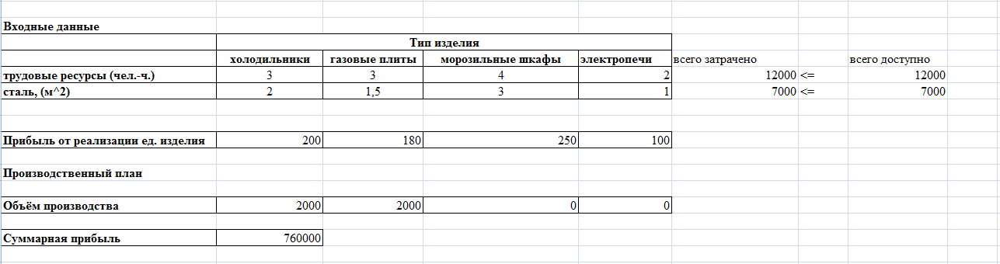 Входные данные
Тип изделия
холодильники газовые плиты морозильные шкафы электропечи всего затрачено всего доступно
трудовые ресурсы (чел.-ч.) 3 3 4 2 12000 <= 12000
сталь, (м^2) 2 1,5 3 1 7000 <= 7000
Прибыль от реализации ед. изделия 200 180 250 100
Производственный план
Объём производства 2000 2000 0 0
Суммарная прибыль 760000